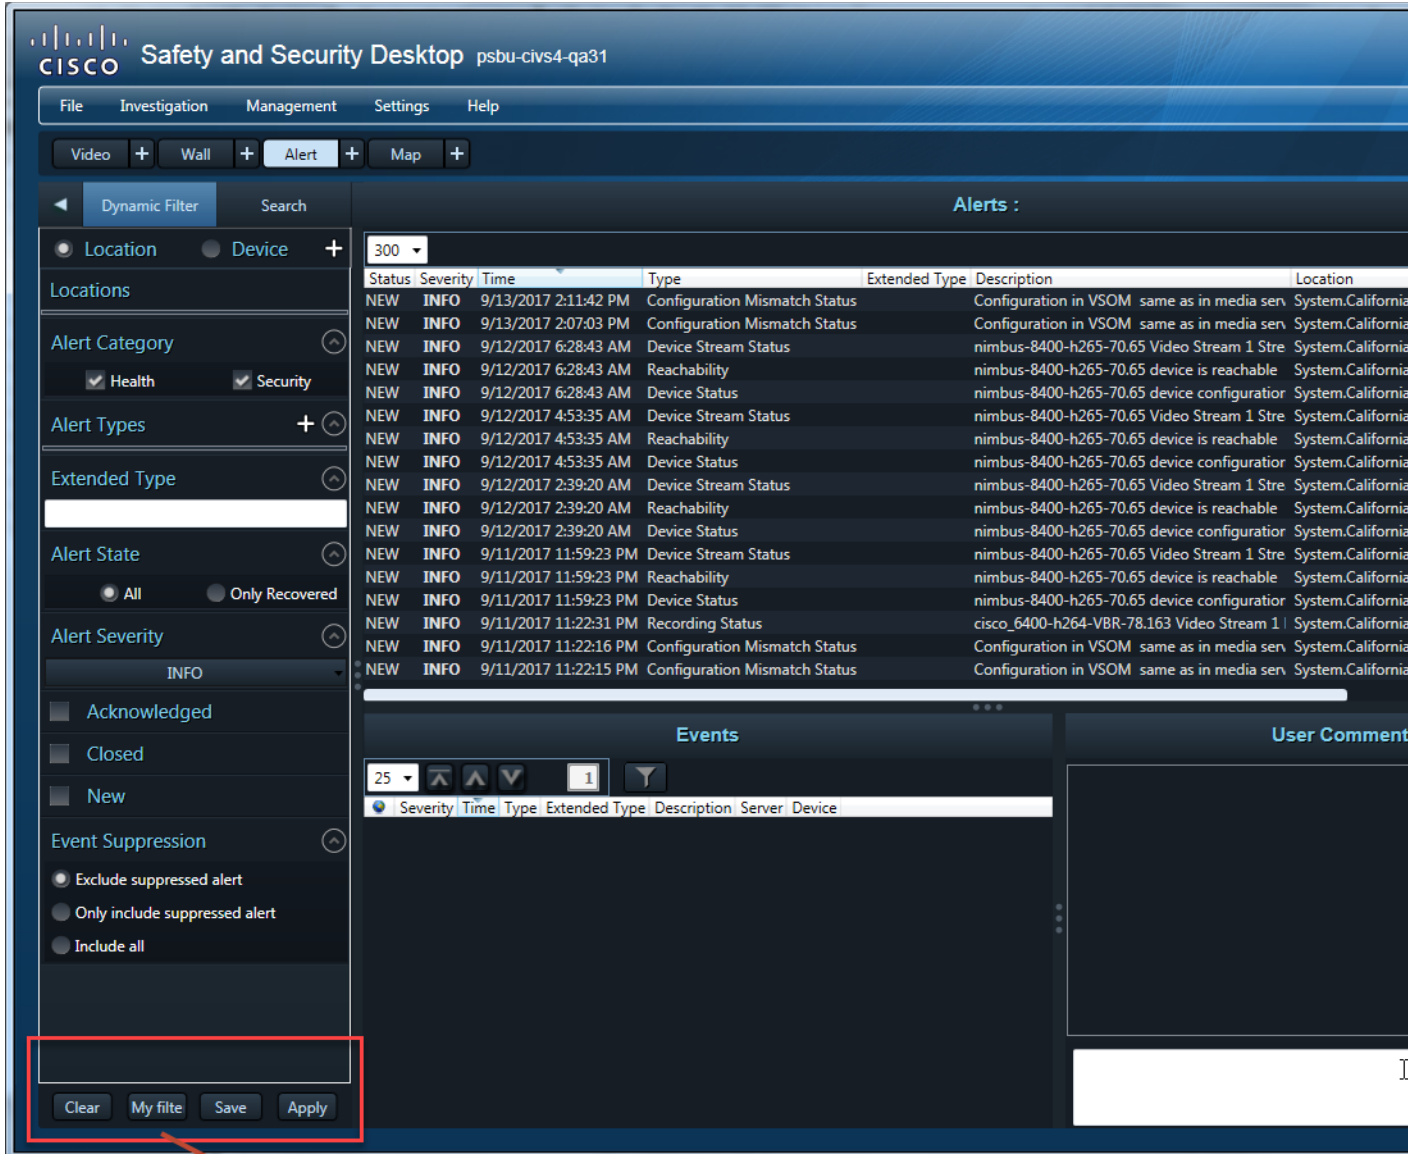 CISCO Safety and Security Desktop psbu-civs4-qa31
File Investigation Management Settings Help
Video + Wall + Alert + Map +
Dynamic Filter Search
Alerts :
Location Device +
300
Locations
Status Severity Time Type Extended Type Description Location
NEW INFO 9/13/2017 2:11:42 PM Configuration Mismatch Status Configuration in VSOM same as in media serv System.California
NEW INFO 9/13/2017 2:07:03 PM Configuration Mismatch Status Configuration in VSOM same as in media serv System.California
NEW INFO 9/12/2017 6:28:43 AM Device Stream Status nimbus-8400-h265-70.65 Video Stream 1 Stre System.California
NEW INFO 9/12/2017 6:28:43 AM Reachability nimbus-8400-h265-70.65 device is reachable System.California
NEW INFO 9/12/2017 6:28:43 AM Device Status nimbus-8400-h265-70.65 device configuration System.California
NEW INFO 9/12/2017 4:53:35 AM Device Stream Status nimbus-8400-h265-70.65 Video Stream 1 Stre System.California
NEW INFO 9/12/2017 4:53:35 AM Reachability nimbus-8400-h265-70.65 device is reachable System.California
NEW INFO 9/12/2017 4:53:35 AM Device Status nimbus-8400-h265-70.65 device configuration System.California
NEW INFO 9/12/2017 2:39:20 AM Device Stream Status nimbus-8400-h265-70.65 Video Stream 1 Stre System.California
NEW INFO 9/12/2017 2:39:20 AM Reachability nimbus-8400-h265-70.65 device is reachable System.California
NEW INFO 9/12/2017 2:39:20 AM Device Status nimbus-8400-h265-70.65 device configuration System.California
NEW INFO 9/11/2017 11:59:23 PM Device Stream Status nimbus-8400-h265-70.65 Video Stream 1 Stre System.California
NEW INFO 9/11/2017 11:59:23 PM Reachability nimbus-8400-h265-70.65 device is reachable System.California
NEW INFO 9/11/2017 11:59:23 PM Device Status nimbus-8400-h265-70.65 device configuration System.California
NEW INFO 9/11/2017 11:22:31 PM Recording Status cisco_6400-h264-VBR-78.163 Video Stream 1 System.California
NEW INFO 9/11/2017 11:22:16 PM Configuration Mismatch Status Configuration in VSOM same as in media serv System.California
NEW INFO 9/11/2017 11:22:15 PM Configuration Mismatch Status Configuration in VSOM same as in media serv System.California
Alert Category
Health Security
Alert Types +
Extended Type
Alert State
All Only Recovered
Alert Severity
INFO
Acknowledged
Closed
New
Event Suppression
Exclude suppressed alert
Only include suppressed alert
Include all
Clear My filte Save Apply
Events
25 1
Severity Time Type Extended Type Description Server Device
User Comment